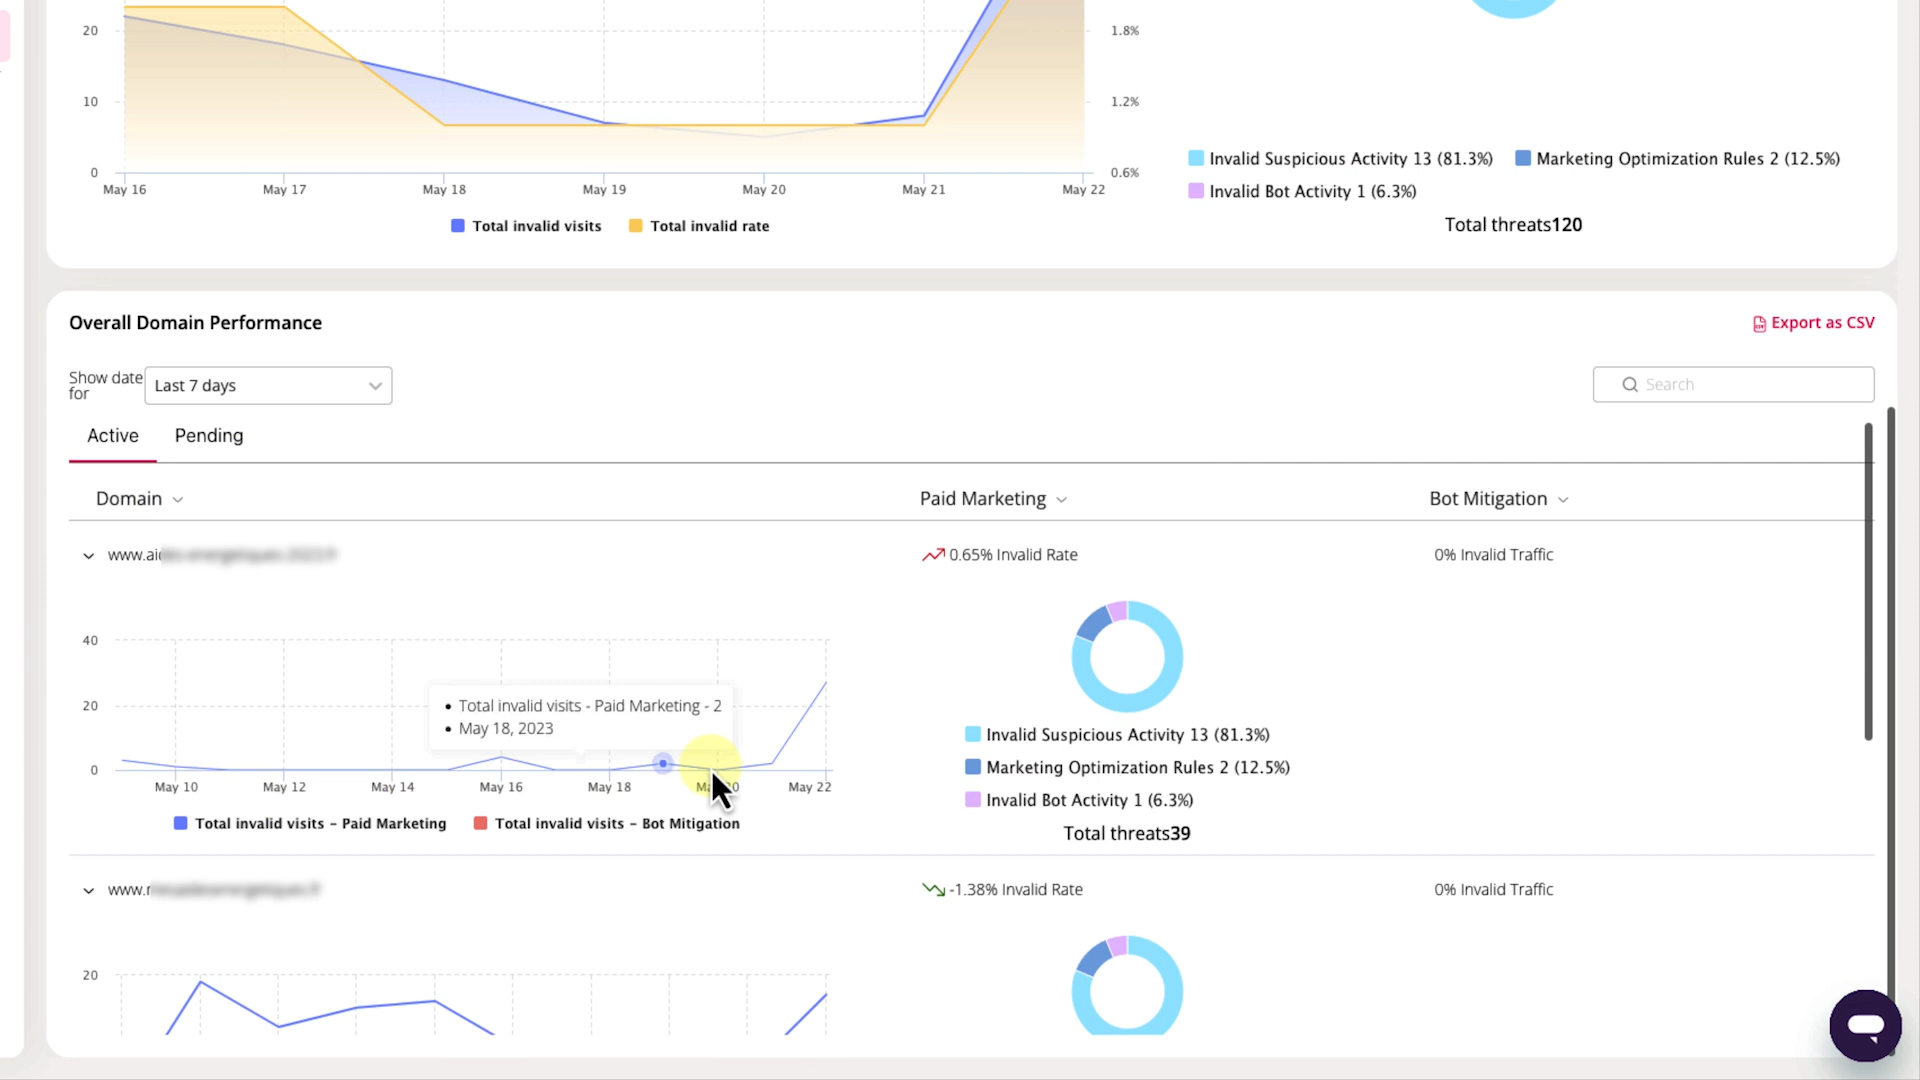 20
1.8%
10
1.2%
0
0.6%
May 16
May 17
May 18
May 19
May 20
May 21
May 22
Total invalid visits
Total invalid rate
Invalid Suspicious Activity 13 (81.3%)
Marketing Optimization Rules 2 (12.5%)
Invalid Bot Activity 1 (6.3%)
Total threats120
Overall Domain Performance
Export as CSV
Show date
for
Last 7 days
Search
Active
Pending
Domain
Paid Marketing
Bot Mitigation
0.65% Invalid Rate
0% Invalid Traffic
40
20
0
Total invalid visits - Paid Marketing - 2
May 18, 2023
May 10
May 12
May 14
May 16
May 18
May 22
Total invalid visits - Paid Marketing
Total invalid visits - Bot Mitigation
Invalid Suspicious Activity 13 (81.3%)
Marketing Optimization Rules 2 (12.5%)
Invalid Bot Activity 1 (6.3%)
Total threats39
-1.38% Invalid Rate
0% Invalid Traffic
20